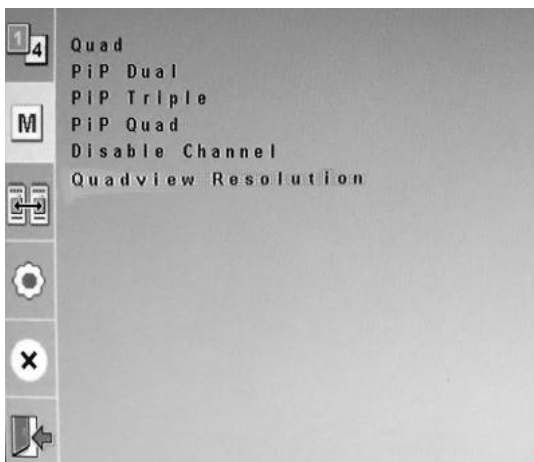 1
4
Quad
PiP Dual
PiP Triple
PiP Quad
M
Disable Channel
Quadview Resolution